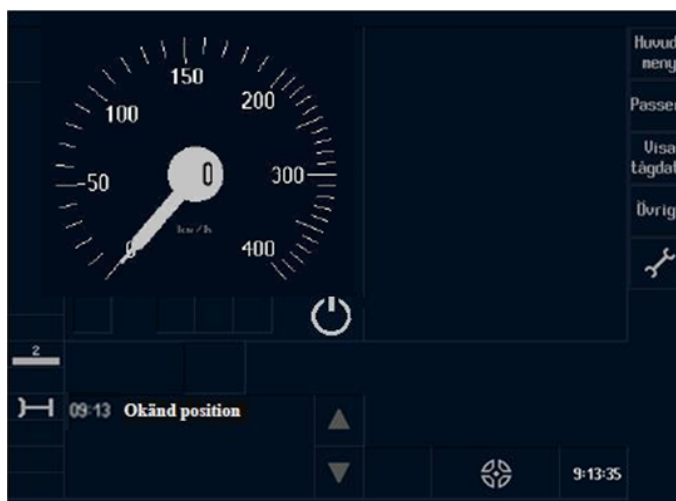 Huvud
meny
150
100
200
Passer
Visa
tågdat
0
-50
300
Övrig
km/h
0
400
2
09:13 Okänd position
9:13:35